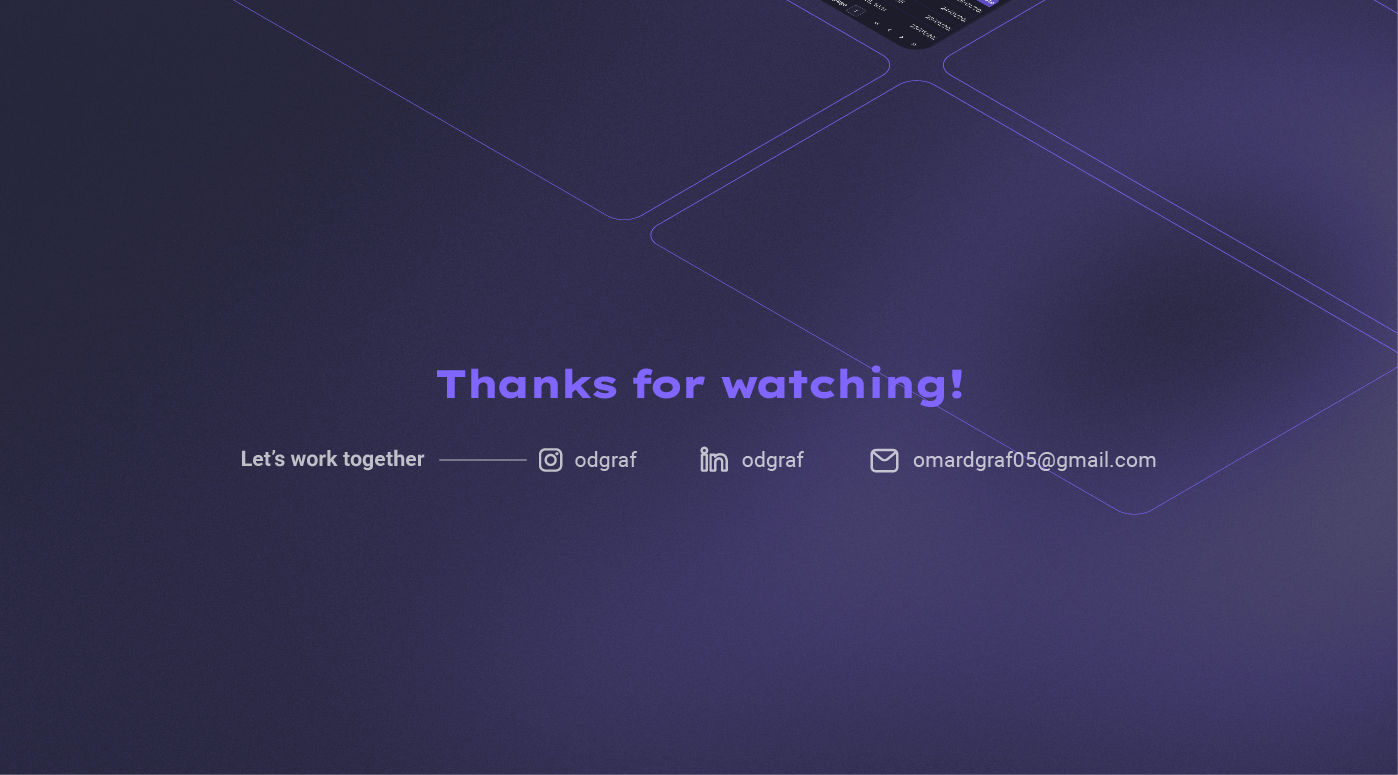 Thanks for watching!
Let's work together
odgraf
odgraf
omardgraf05@gmail.com